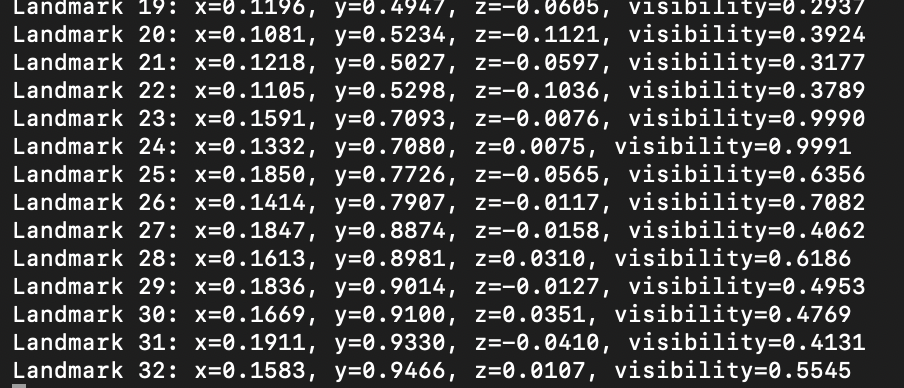 Landmark 19: x=0.1196, y=0.4947, z=-0.0605, visibility=0.2937
Landmark 20: x=0.1081, y=0.5234, z=-0.1121, visibility=0.3924
Landmark 21: x=0.1218, y=0.5027, z=-0.0597, visibility=0.3177
Landmark 22: x=0.1105, y=0.5298, z=-0.1036, visibility=0.3789
Landmark 23: x=0.1591, y=0.7093, z=-0.0076, visibility=0.9990
Landmark 24: x=0.1332, y=0.7080, z=0.0075, visibility=0.9991
Landmark 25: x=0.1850, y=0.7726, z=-0.0565, visibility=0.6356
Landmark 26: x=0.1414, y=0.7907, z=-0.0117, visibility=0.7082
Landmark 27: x=0.1847, y=0.8874, z=-0.0158, visibility=0.4062
Landmark 28: x=0.1613, y=0.8981, z=0.0310, visibility=0.6186
Landmark 29: x=0.1836, y=0.9014, z=-0.0127, visibility=0.4953
Landmark 30: x=0.1669, y=0.9100, z=0.0351, visibility=0.4769
Landmark 31: x=0.1911, y=0.9330, z=-0.0410, visibility=0.4131
Landmark 32: x=0.1583, y=0.9466, z=0.0107, visibility=0.5545